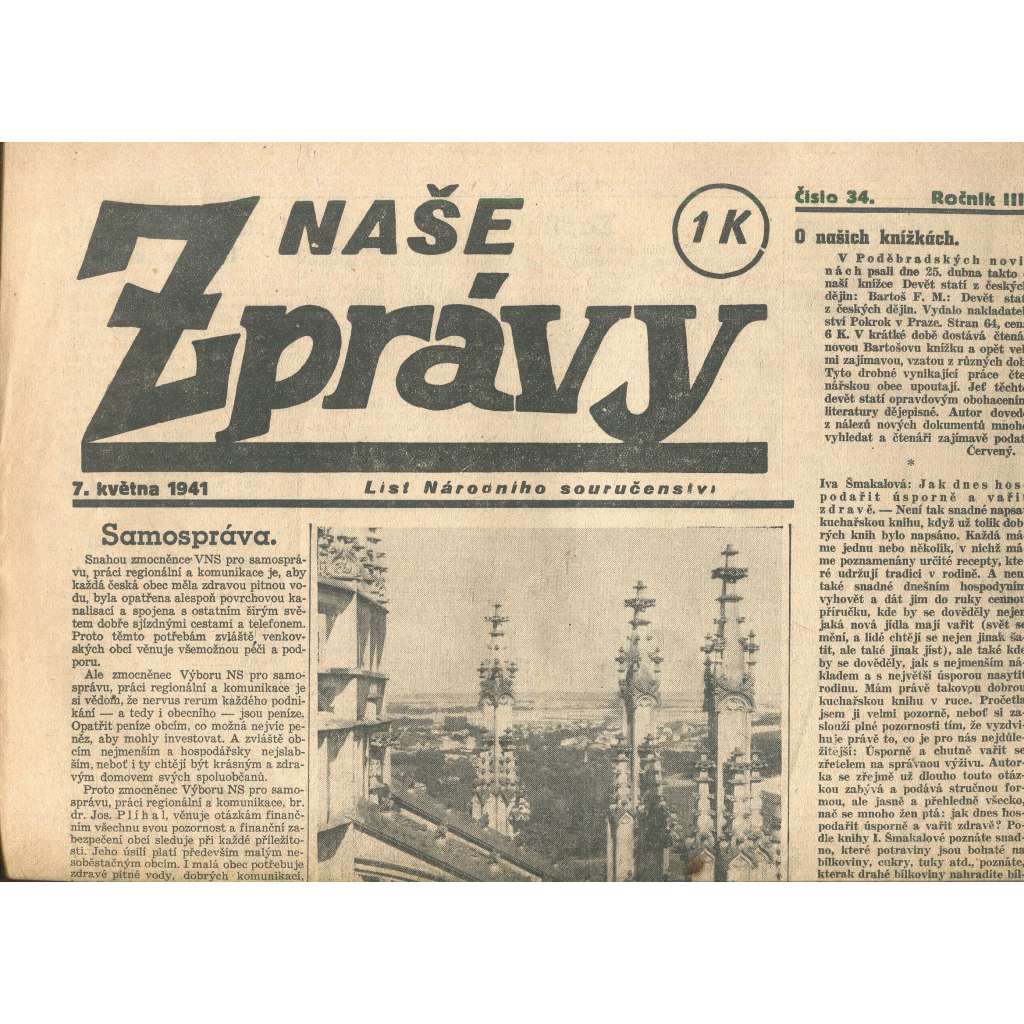 NAŠE
Zprávy
1 K
7. května 1941
List Národního souručenství
Číslo 34.
Ročník III
Samospráva.
Snahou zmocněnce VNS pro samosprá-
vu, práci regionální a komunikace je, aby
každá česká obec měla zdravou pitnou vo-
du, byla opatřena alespoň povrchovou ka-
nalisací a spojena s ostatním širým svě-
tem dobře sjízdnými cestami a telefonem.
Proto těmto potřebám zvláště venkov-
ských obcí věnuje všemožnou péči a pod-
poru.
Ale zmocněnec Výboru NS pro samo-
správu, práci regionální a komunikace je
si vědom, že nervus rerum každého podni-
kání — a tedy i obecního — jsou peníze.
Opatřit peníze obcím, co možná nejvíc pe-
něz, aby mohly investovat. A zvláště ob-
cím nejmenším a hospodářsky nejslab-
ším, neboť i ty chtějí být krásným a zdra-
vým domovem svých spoluobčanů.
Proto zmocněnec Výboru NS pro samo-
správu, práci regionální a komunikace, br.
dr. Jos. Plíhal, věnuje otázkám finanč-
ním všechnu svou pozornost a finanční za-
bezpečení obcí sleduje při každé příležito-
sti. Jeho úsilí platí především malým ne-
soběstačným obcím. I malá obec potřebuje
zdravé pitné vody, dobrých komunikací,
O našich knížkách.
V Poděbradských novi
nách psali dne 25. dubna takto
naší knížce Devět statí z českých
dějin: Bartoš F. M.: Devět stat
z českých dějin. Vydalo nakladatel
ství Pokrok v Praze. Stran 64, cena
6 K. V krátké době dostává čtenář
novou Bartošovu knížku a opět vel
mi zajímavou, vzatou z různých dob
Tyto drobné vynikající práce čte
nářskou obec upoutají. Jeť těchto
devět statí opravdovým obohacením
literatury dějepisné. Autor doved
z nálezů nových dokumentů mnoho
vyhledat a čtenáři zajímavě podat
Červený.
*
Iva Šmakalová: Jak dnes hos-
podařit úsporně a vařit
zdravě. — Není tak snadné napsat
kuchařskou knihu, když už tolik dob
rých knih bylo napsáno. Každá má-
me jednu nebo několik, v nichž má-
me poznamenány určité recepty, kte-
ré udržují tradici v rodině. A není
také snadné dnešním hospodyním
vyhovět a dát jim do ruky cennou
příručku, kde by se dověděly nejen
jaká nová jídla mají vařit (svět se
mění, a lidé chtějí se nejen jinak ša-
tit, ale také jinak jíst), ale také kde
by se dověděly, jak s nejmenším ná-
kladem a s největší úsporou nasytit
rodinu. Mám právě takovou dobrou
kuchařskou knihu v ruce. Pročetla
jsem ji velmi pozorně, neboť si za-
slouží plné pozornosti tím, že vyzdvi-
huje právě to, co je pro nás nejdůle-
žitější: Úsporně a chutně vařit se
zřetelem na správnou výživu. Autor-
ka se zřejmě už dlouho touto otáz-
kou zabývá a podává stručnou for-
mou, ale jasně a přehledně všecko,
nač se mnoho žen ptá: jak dnes hos-
podařit úsporně a vařit zdravě? Po-
dle knihy I. Šmakalové poznáte snad-
no, které potraviny jsou bohaté na
bílkoviny, cukry, tuky atd., poznáte,
kterak drahé bílkoviny nahradíte bíl-